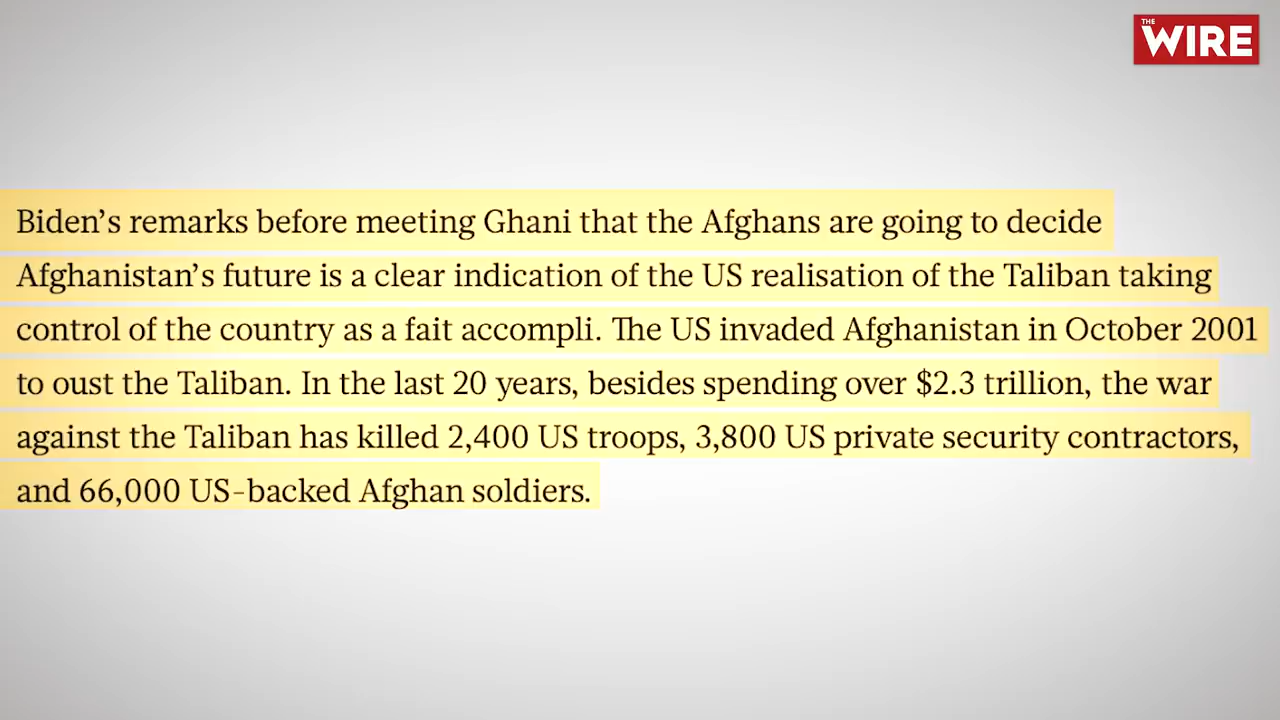 THE
WIRE
Biden’s remarks before meeting Ghani that the Afghans are going to decide
Afghanistan’s future is a clear indication of the US realisation of the Taliban taking
control of the country as a fait accompli. The US invaded Afghanistan in October 2001
to oust the Taliban. In the last 20 years, besides spending over $2.3 trillion, the war
against the Taliban has killed 2,400 US troops, 3,800 US private security contractors,
and 66,000 US-backed Afghan soldiers.